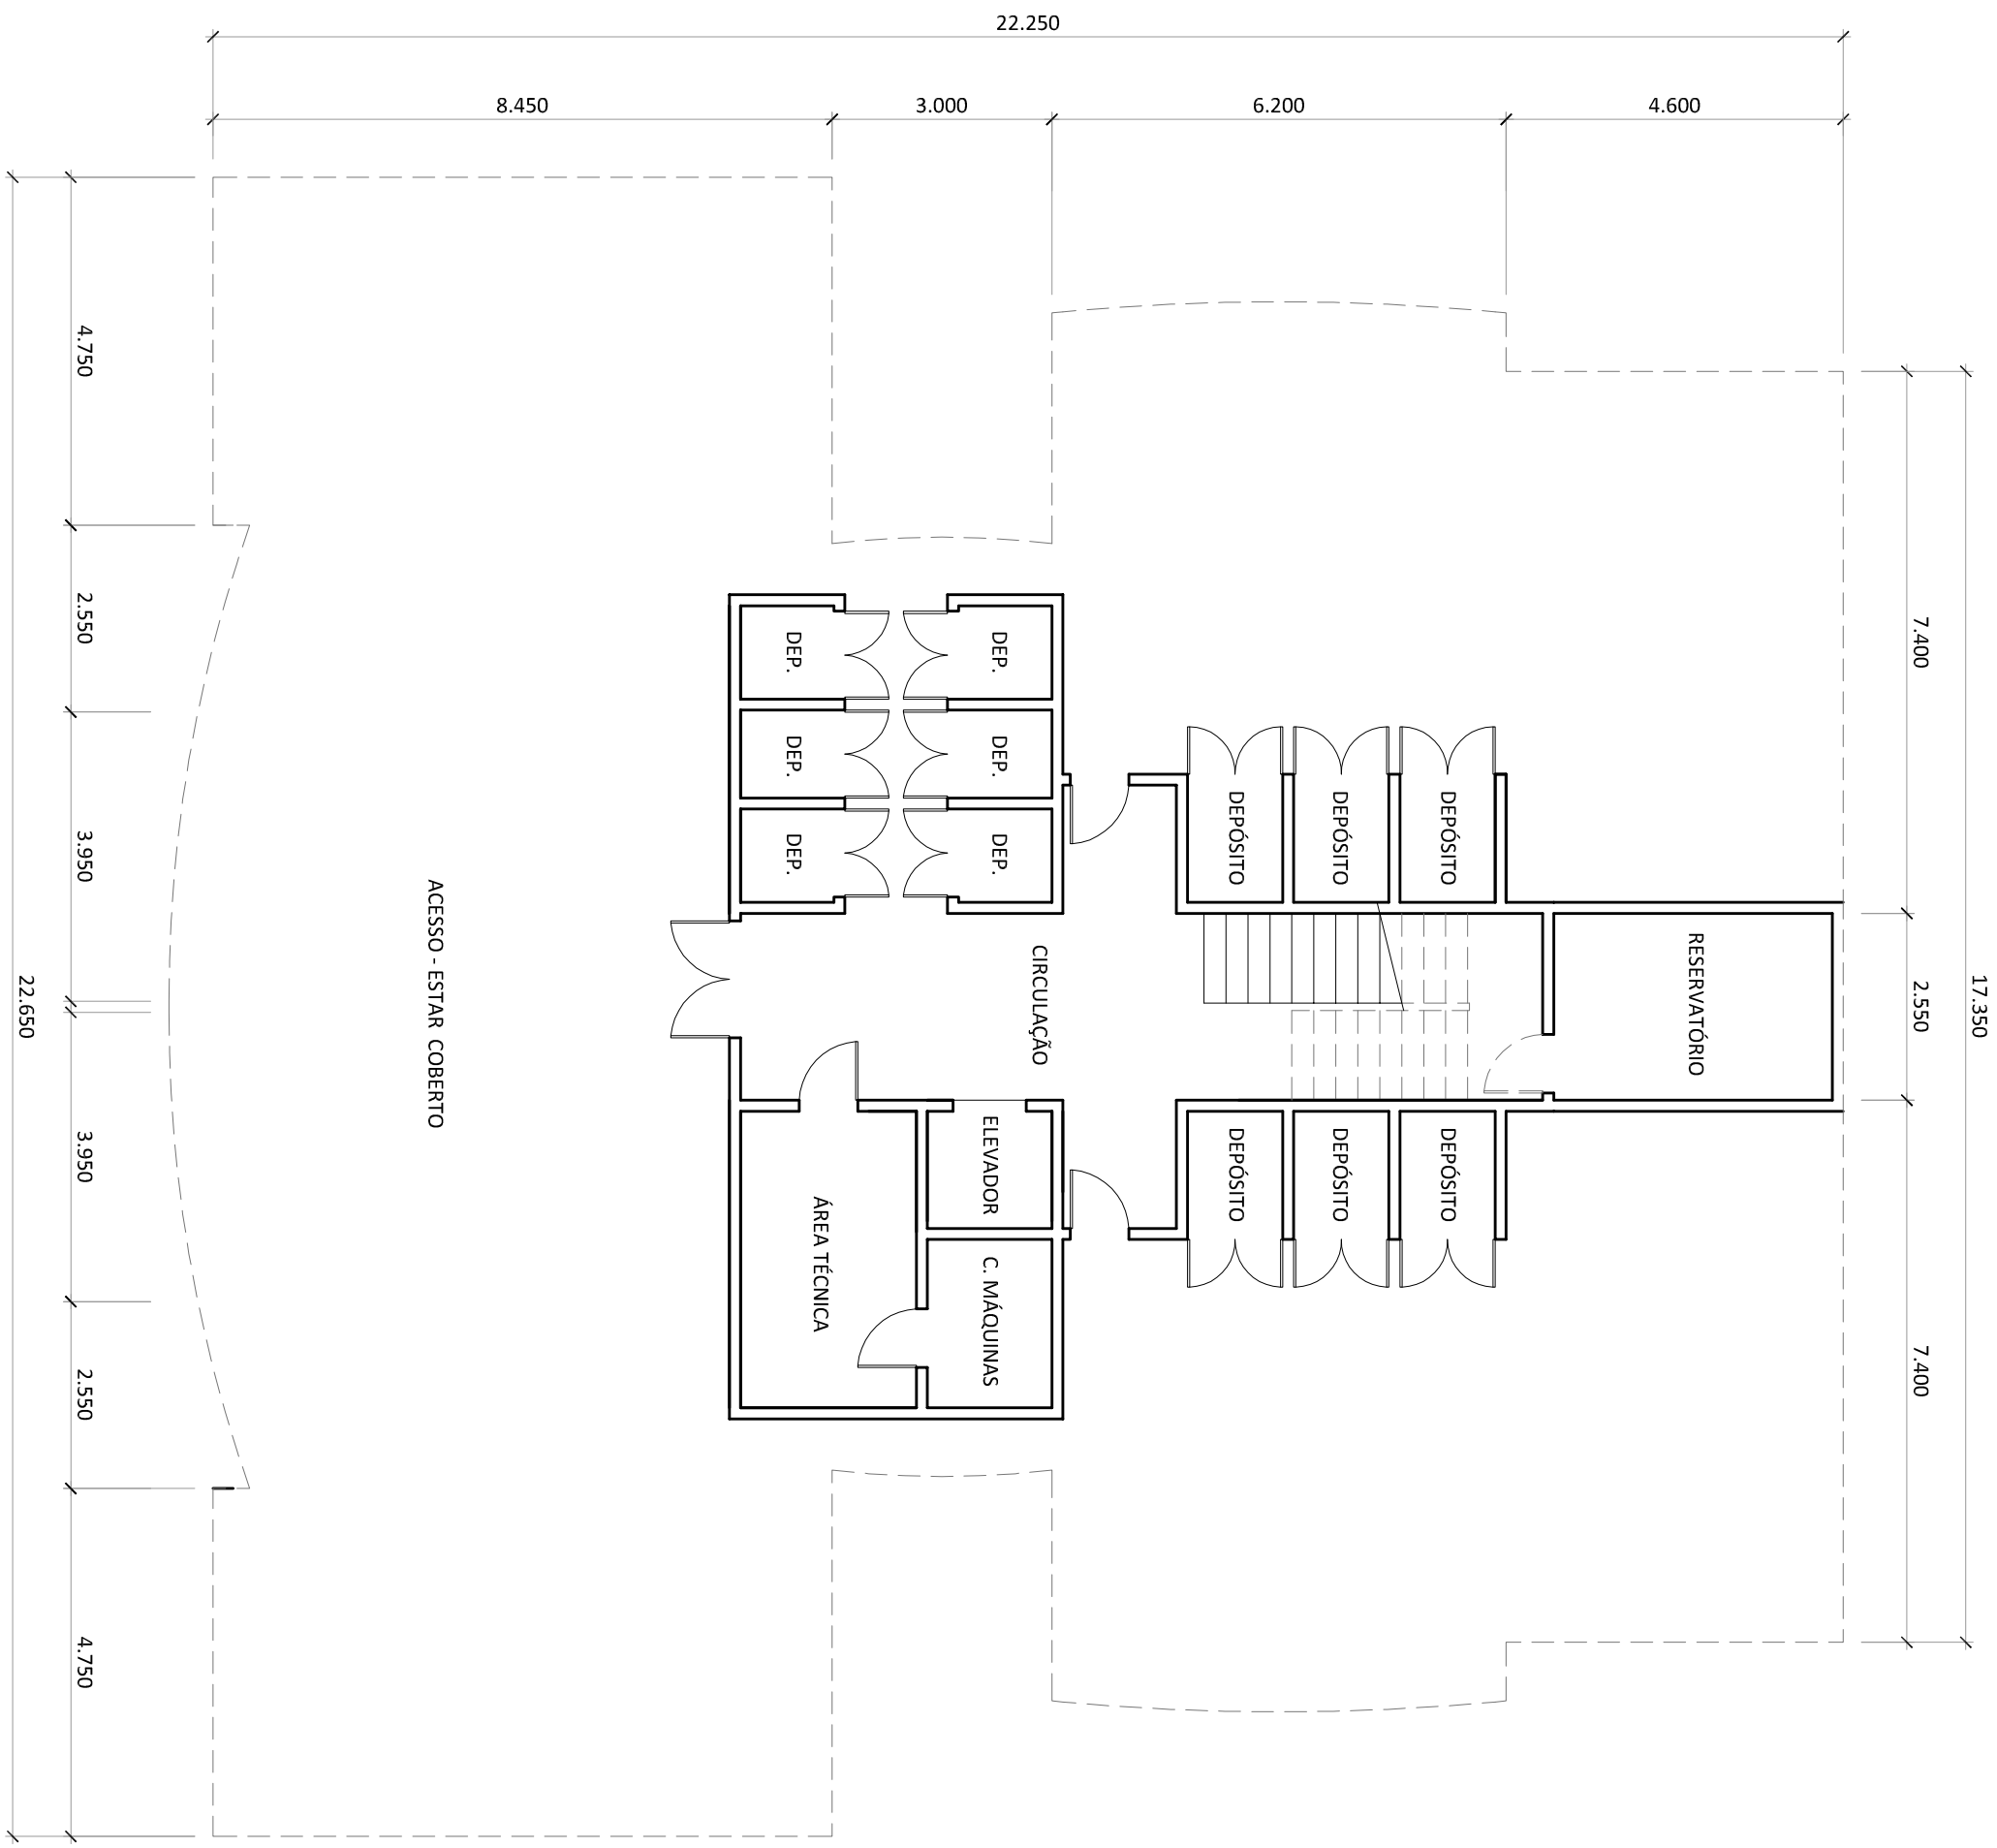 22.250
8.450
3.000
6.200
4.600
4.750
2.550
3.950
3.950
2.550
4.750
22.650
7.400
2.550
7.400
17.350
DEP.
DEP.
DEP.
DEP.
DEP.
DEP.
DEPÓSITO
DEPÓSITO
DEPÓSITO
ACESSO - ESTAR COBERTO
CIRCULAÇÃO
RESERVATÓRIO
ELEVADOR
DEPÓSITO
DEPÓSITO
DEPÓSITO
ÁREA TÉCNICA
C. MÁQUINAS